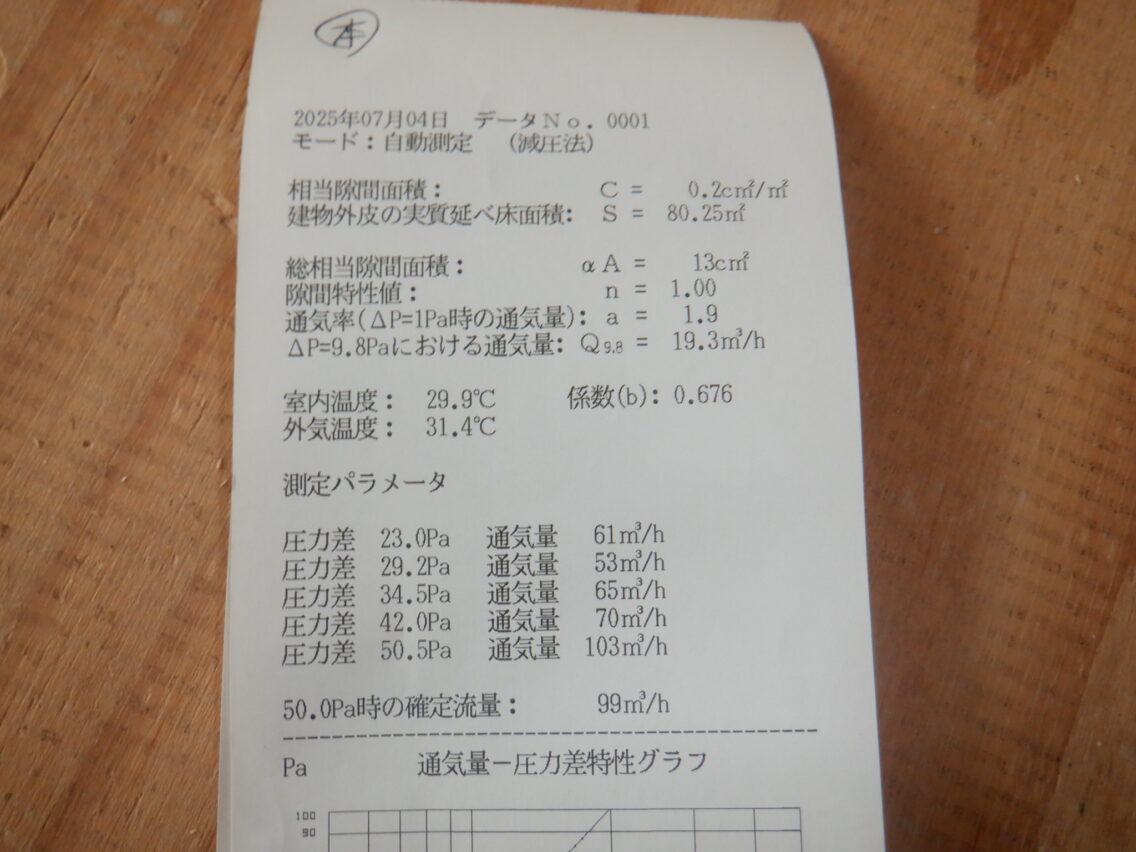 本
2025年07月04日 データNo. 0001
モード：自動測定 （減圧法）
相当隙間面積： C = 0.2c㎡/㎡
建物外皮の実質延べ床面積： S = 80.25㎡
総相当隙間面積： αA = 13c㎡
隙間特性値： n = 1.00
通気率(ΔP=1Pa時の通気量)： a = 1.9
ΔP=9.8Paにおける通気量： Q9.8 = 19.3㎥/h
室内温度： 29.9℃ 係数(b)： 0.676
外気温度： 31.4℃
測定パラメータ
圧力差 23.0Pa 通気量 61㎥/h
圧力差 29.2Pa 通気量 53㎥/h
圧力差 34.5Pa 通気量 65㎥/h
圧力差 42.0Pa 通気量 70㎥/h
圧力差 50.5Pa 通気量 103㎥/h
50.0Pa時の確定流量： 99㎥/h
Pa 通気量－圧力差特性グラフ
100
90